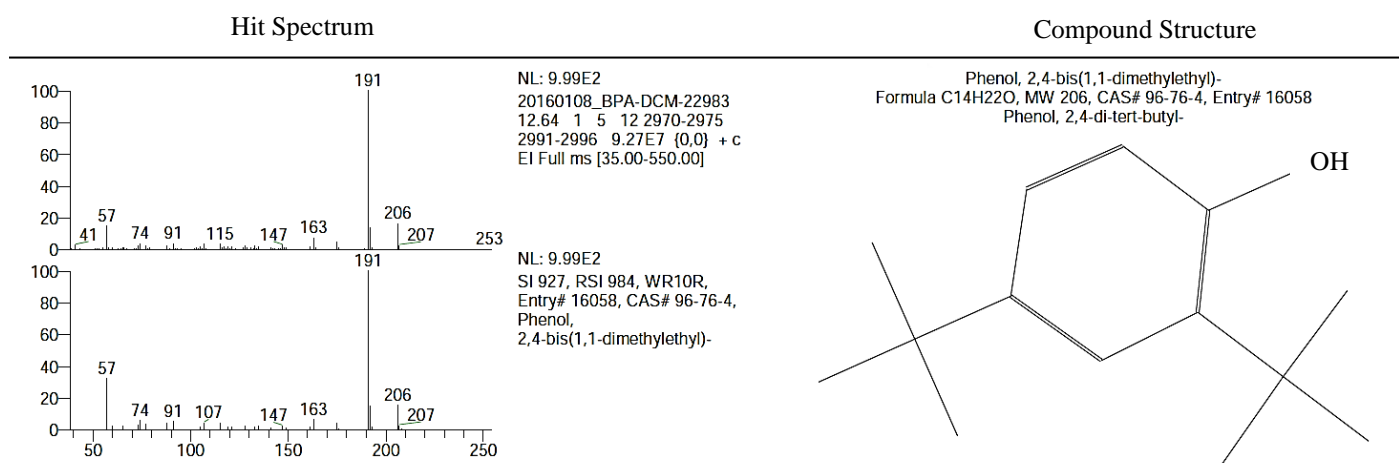 Hit Spectrum
Compound Structure
191
100
80
60
40
20
0
41
57
74
91
115
147
163
206
207
253
NL: 9.99E2
20160108_BPA-DCM-22983
12.64 1 5 12 2970-2975
2991-2996 9.27E7 {0,0} + c
EI Full ms [35.00-550.00]
191
100
80
60
40
20
0
57
74
91
107
147
163
206
207
50
100
150
200
250
NL: 9.99E2
SI 927, RSI 984, WR10R,
Entry# 16058, CAS# 96-76-4,
Phenol,
2,4-bis(1,1-dimethylethyl)-
Phenol, 2,4-bis(1,1-dimethylethyl)-
Formula C14H22O, MW 206, CAS# 96-76-4, Entry# 16058
Phenol, 2,4-di-tert-butyl-
OH